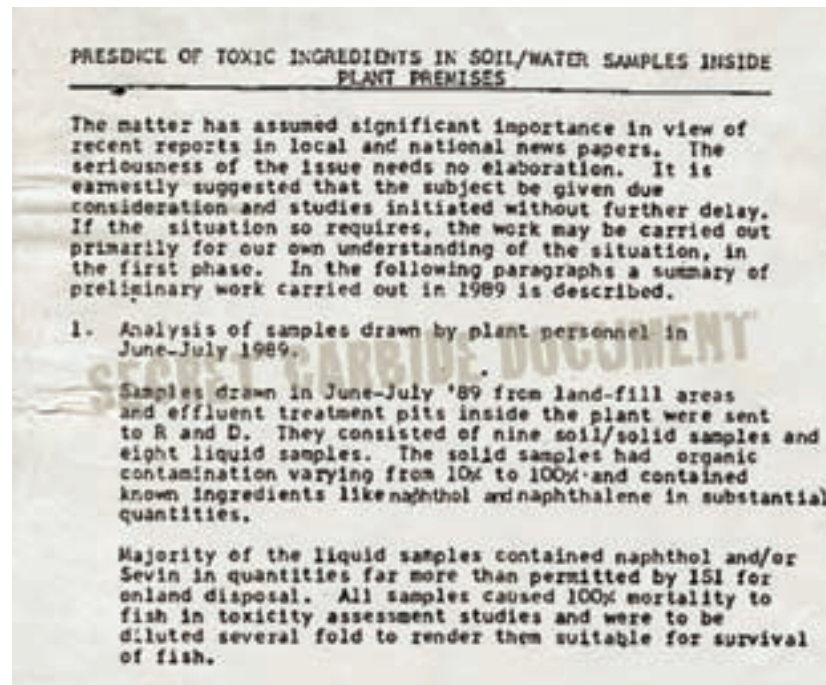 PRESENCE OF TOXIC INGREDIENTS IN SOIL/WATER SAMPLES INSIDE
PLANT PREMISES
The matter has assumed significant importance in view of
recent reports in local and national news papers. The
seriousness of the issue needs no elaboration. It is
earnestly suggested that the subject be given due
consideration and studies initiated without further delay.
If the situation so requires, the work may be carried out
primarily for our own understanding of the situation, in
the first phase. In the following paragraphs a summary of
preliminary work carried out in 1989 is described.
1. Analysis of samples drawn by plant personnel in
June-July 1989.
SECRET CARBIDE DOCUMENT
Samples drawn in June-July '89 from land-fill areas
and effluent treatment pits inside the plant were sent
to R and D. They consisted of nine soil/solid samples and
eight liquid samples. The solid samples had organic
contamination varying from 10% to 100% and contained
known ingredients like naphthol and naphthalene in substantial
quantities.
Majority of the liquid samples contained naphthol and/or
Sevin in quantities far more than permitted by ISI for
onland disposal. All samples caused 100% mortality to
fish in toxicity assessment studies and were to be
diluted several fold to render them suitable for survival
of fish.